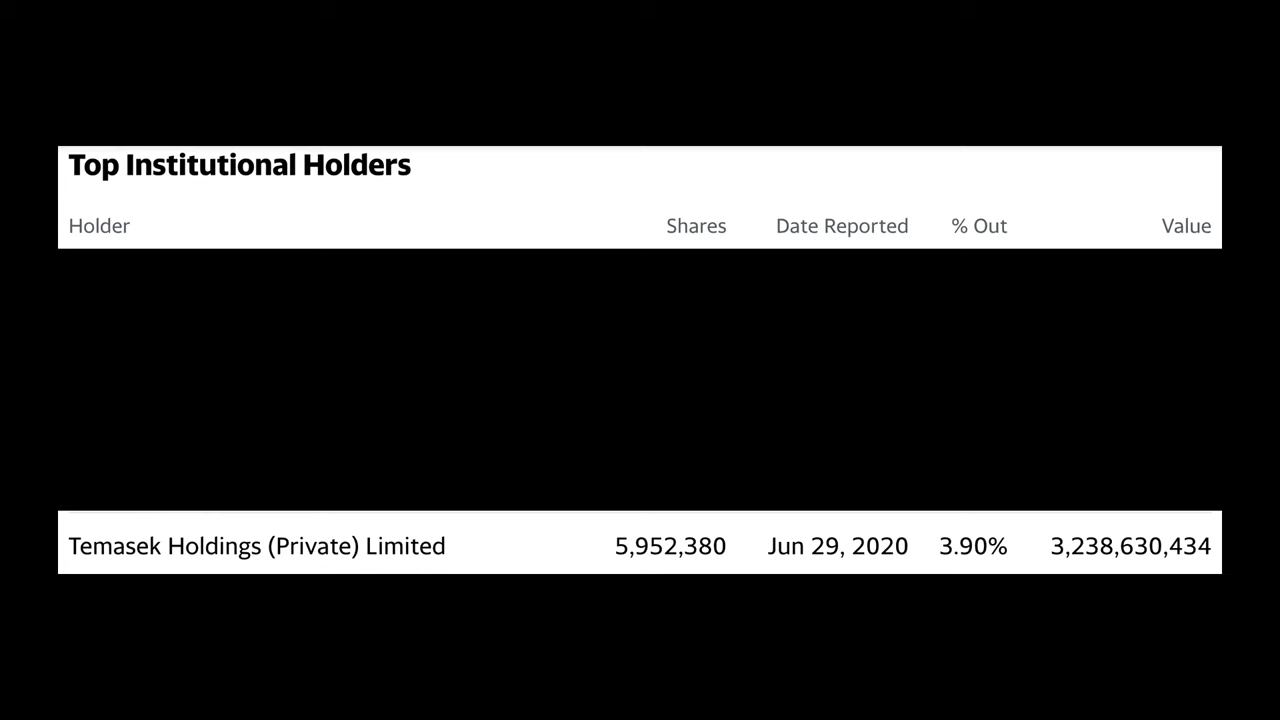 Top Institutional Holders
Holder Shares Date Reported % Out Value
Temasek Holdings (Private) Limited 5,952,380 Jun 29, 2020 3.90% 3,238,630,434